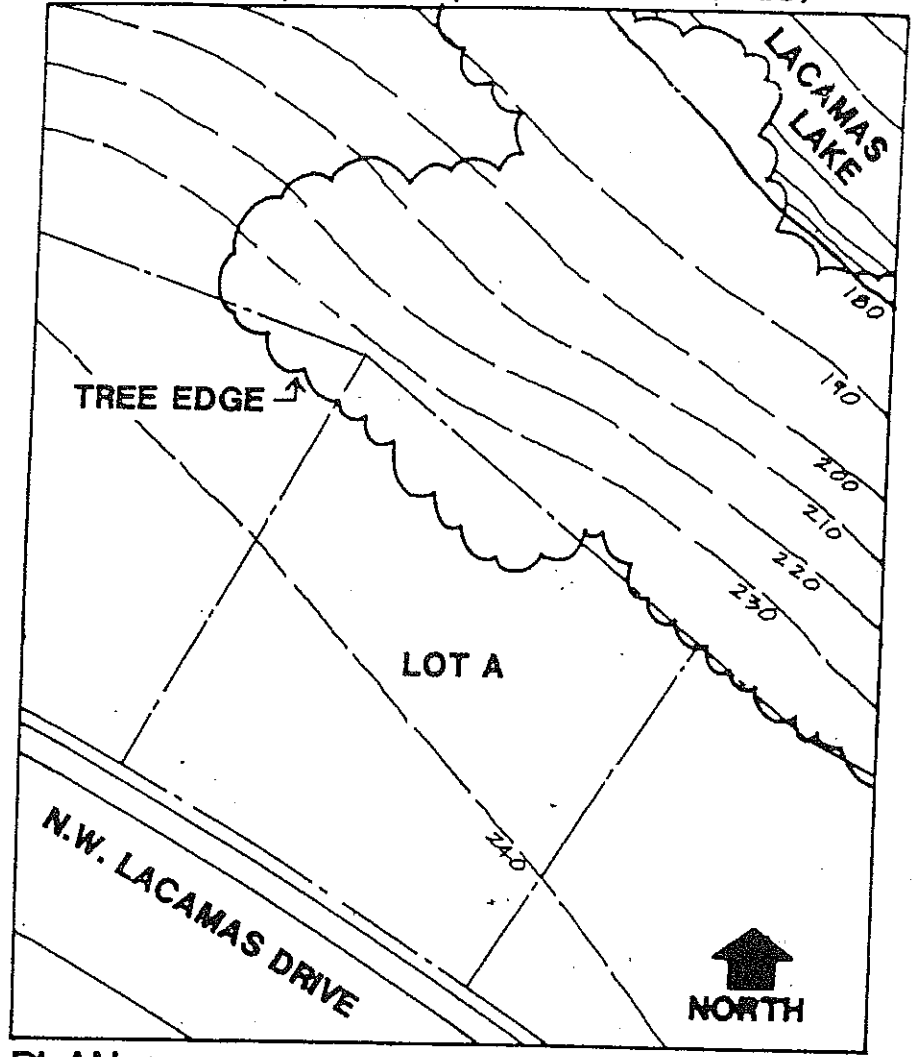 LACAMAS
LAKE
180
190
TREE EDGE
200
210
220
230
LOT A
240
N.W. LACAMAS DRIVE
NORTH